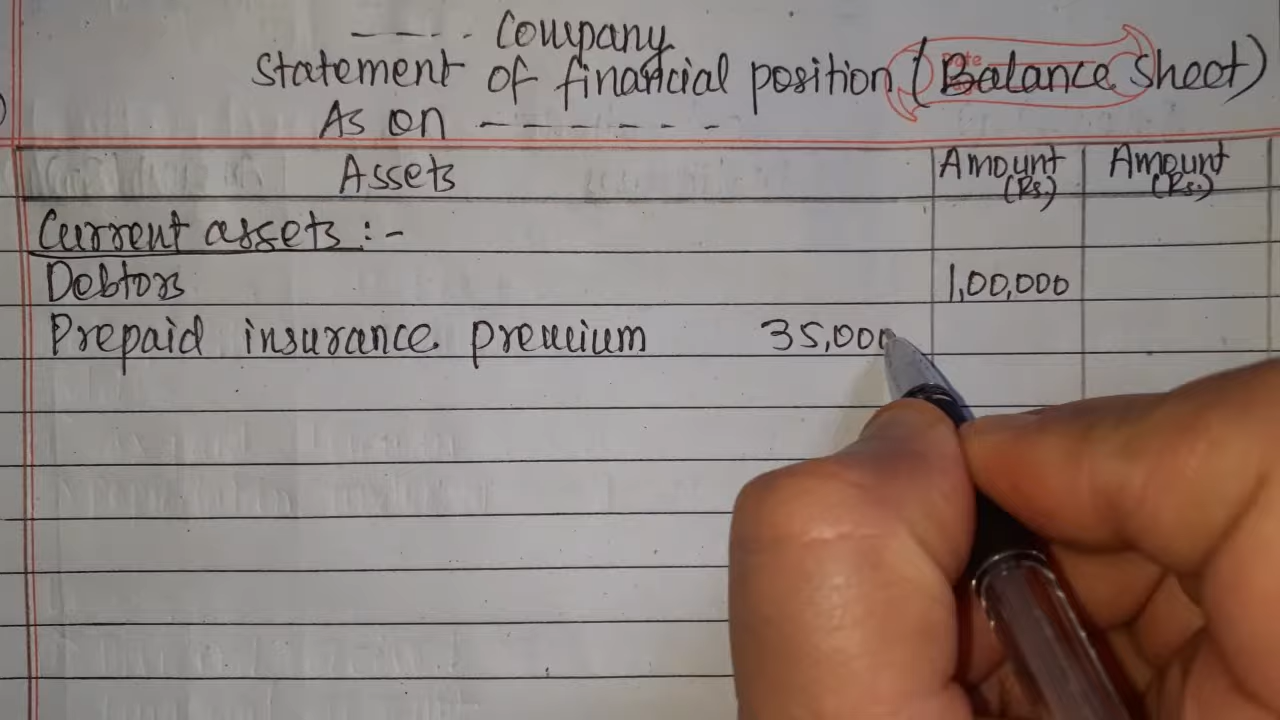 ---- Company
Statement of financial position (Balance Sheet)
As on -------
Assets Amount (Rs.) Amount (Rs.)
Current assets :-
Debtors 1,00,000
Prepaid insurance premium 35,000